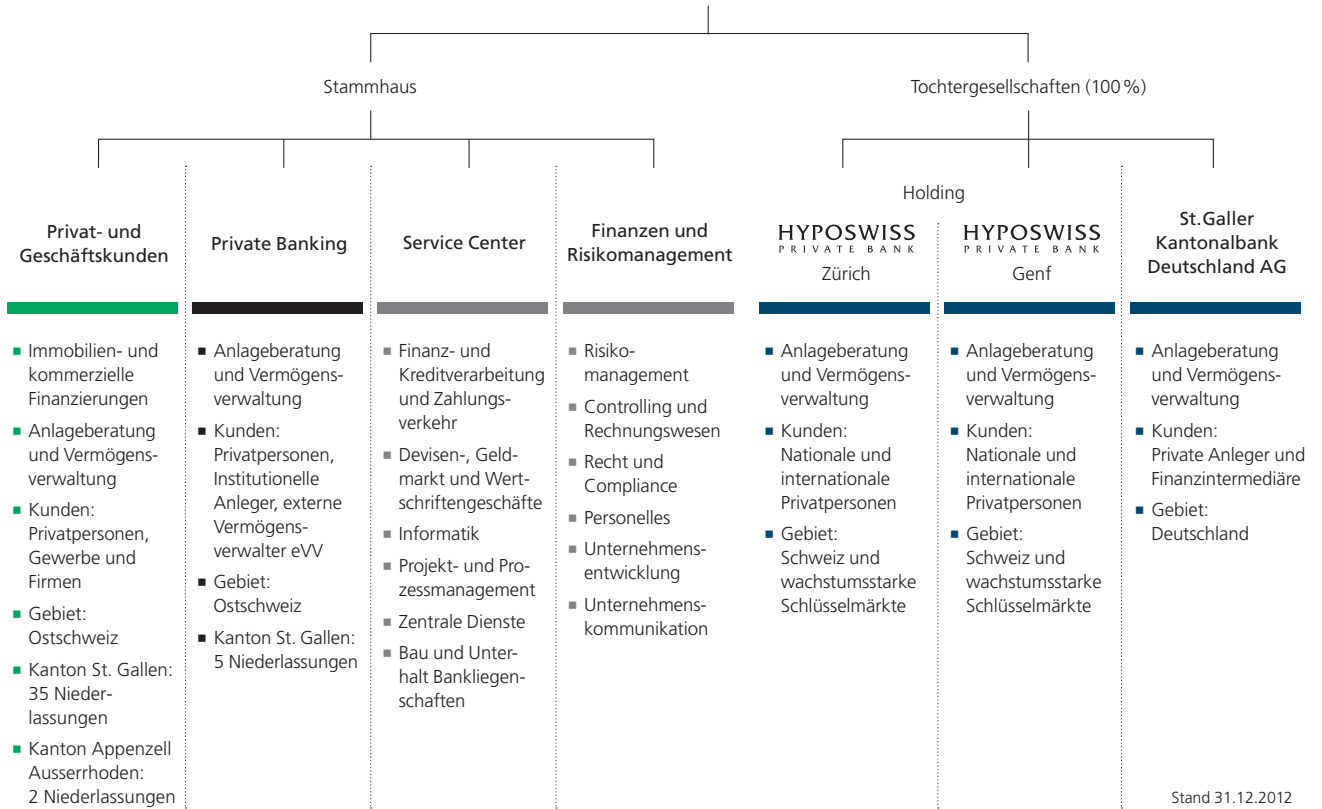 Stammhaus
Tochtergesellschaften (100 %)
Privat- und
Geschäftskunden
Private Banking
Service Center
Finanzen und
Risikomanagement
Holding
HYPOSWISS
PRIVATE BANK
Zürich
HYPOSWISS
PRIVATE BANK
Genf
St.Galler
Kantonalbank
Deutschland AG
Immobilien- und
kommerzielle
Finanzierungen
Anlageberatung
und Vermögens-
verwaltung
Kunden:
Privatpersonen,
Gewerbe und
Firmen
Gebiet:
Ostschweiz
Kanton St. Gallen:
35 Nieder-
lassungen
Kanton Appenzell
Ausserrhoden:
2 Niederlassungen
Anlageberatung
und Vermögens-
verwaltung
Kunden:
Privatpersonen,
Institutionelle
Anleger, externe
Vermögens-
verwalter eVV
Gebiet:
Ostschweiz
Kanton St. Gallen:
5 Niederlassungen
Finanz- und
Kreditverarbeitung
und Zahlungs-
verkehr
Devisen-, Geld-
markt und Wert-
schriftengeschäfte
Informatik
Projekt- und Pro-
zessmanagement
Zentrale Dienste
Bau und Unter-
halt Bankliegen-
schaften
Risiko-
management
Controlling und
Rechnungswesen
Recht und
Compliance
Personelles
Unternehmens-
entwicklung
Unternehmens-
kommunikation
Anlageberatung
und Vermögens-
verwaltung
Kunden:
Nationale und
internationale
Privatpersonen
Gebiet:
Schweiz und
wachstumsstarke
Schlüsselmärkte
Anlageberatung
und Vermögens-
verwaltung
Kunden:
Nationale und
internationale
Privatpersonen
Gebiet:
Schweiz und
wachstumsstarke
Schlüsselmärkte
Anlageberatung
und Vermögens-
verwaltung
Kunden:
Private Anleger und
Finanzintermediäre
Gebiet:
Deutschland
Stand 31.12.2012